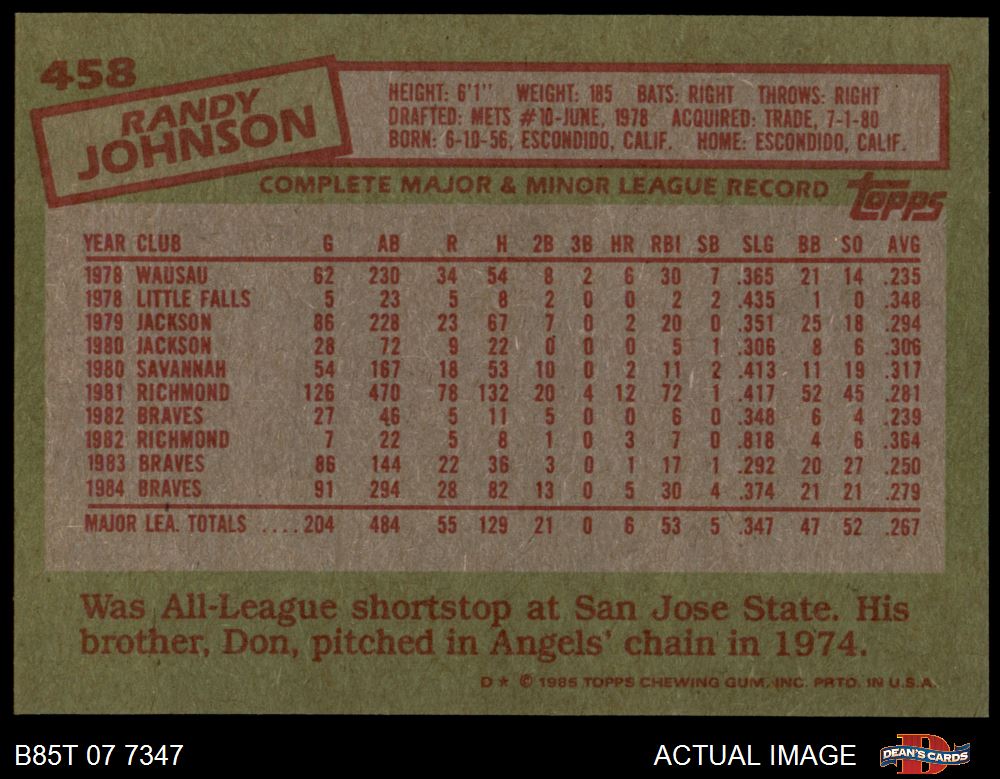 458
RANDY
JOHNSON
HEIGHT: 6'1" WEIGHT: 185 BATS: RIGHT THROWS: RIGHT
DRAFTED: METS #10-JUNE, 1978 ACQUIRED: TRADE, 7-1-80
BORN: 6-10-56, ESCONDIDO, CALIF. HOME: ESCONDIDO, CALIF.
COMPLETE MAJOR & MINOR LEAGUE RECORD topps
YEAR CLUB G AB R H 2B 3B HR RBI SB SLG BB SO AVG
1978 WAUSAU 62 230 34 54 8 2 6 30 7 .365 21 14 .235
1978 LITTLE FALLS 5 23 5 8 2 0 0 2 2 .435 1 0 .348
1979 JACKSON 86 228 23 67 7 0 2 20 0 .351 25 18 .294
1980 JACKSON 28 72 9 22 0 0 0 5 1 .306 8 6 .306
1980 SAVANNAH 54 167 18 53 10 0 2 11 2 .413 11 19 .317
1981 RICHMOND 126 470 78 132 20 4 12 72 1 .417 52 45 .281
1982 BRAVES 27 46 5 11 5 0 0 6 0 .348 6 4 .239
1982 RICHMOND 7 22 5 8 1 0 3 7 0 .818 4 6 .364
1983 BRAVES 86 144 22 36 3 0 1 17 1 .292 20 27 .250
1984 BRAVES 91 294 28 82 13 0 5 30 4 .374 21 21 .279
MAJOR LEA. TOTALS ....204 484 55 129 21 0 6 53 5 .347 47 52 .267
Was All-League shortstop at San Jose State. His
brother, Don, pitched in Angels' chain in 1974.
D★ © 1985 TOPPS CHEWING GUM, INC. PRTD. IN U.S.A.
B85T 07 7347 ACTUAL IMAGE DEAN'S CARDS